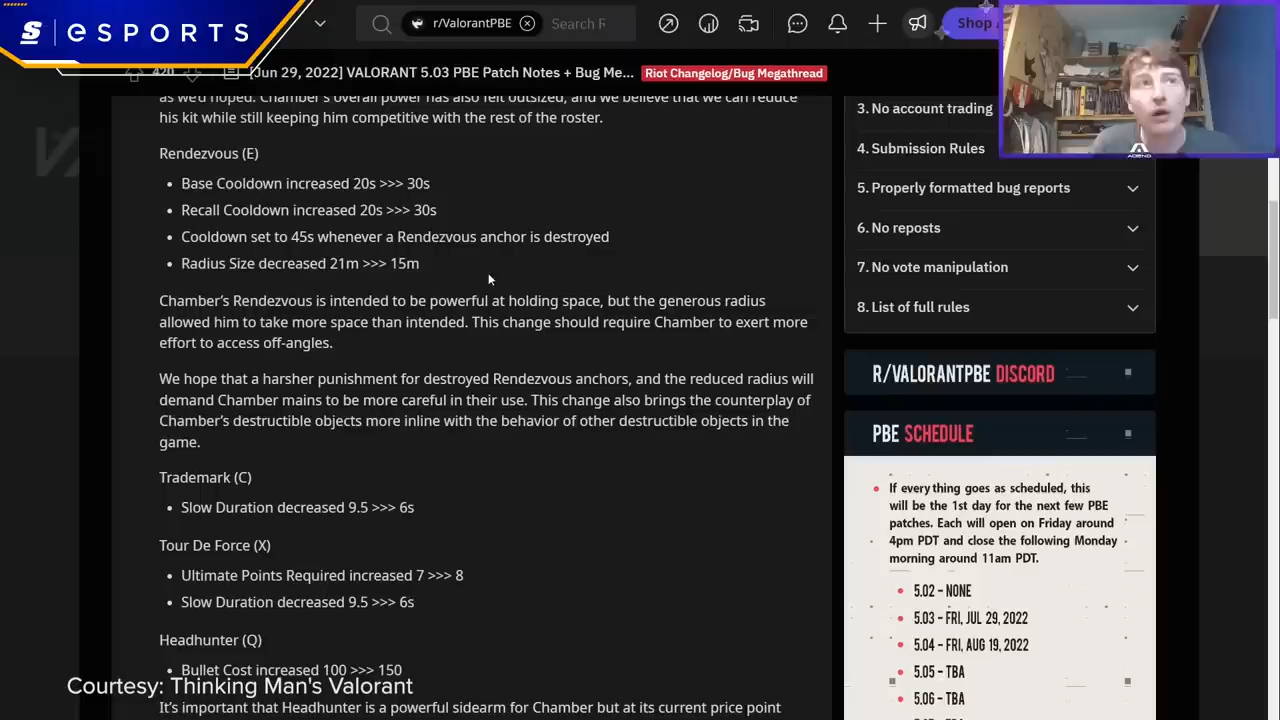 eSPORTS
r/ValorantPBE
Search F
Shop
420
[Jun 29, 2022] VALORANT 5.03 PBE Patch Notes + Bug Me...
Riot Changelog/Bug Megathread
as we'd hoped. Chamber's overall power has also felt outsized, and we believe that we can reduce
his kit while still keeping him competitive with the rest of the roster.
Rendezvous (E)
Base Cooldown increased 20s >>> 30s
Recall Cooldown increased 20s >>> 30s
Cooldown set to 45s whenever a Rendezvous anchor is destroyed
Radius Size decreased 21m >>> 15m
Chamber's Rendezvous is intended to be powerful at holding space, but the generous radius
allowed him to take more space than intended. This change should require Chamber to exert more
effort to access off-angles.
We hope that a harsher punishment for destroyed Rendezvous anchors, and the reduced radius will
demand Chamber mains to be more careful in their use. This change also brings the counterplay of
Chamber's destructible objects more inline with the behavior of other destructible objects in the
game.
Trademark (C)
Slow Duration decreased 9.5 >>> 6s
Tour De Force (X)
Ultimate Points Required increased 7 >>> 8
Slow Duration decreased 9.5 >>> 6s
Headhunter (Q)
Bullet Cost increased 100 >>> 150
It's important that Headhunter is a powerful sidearm for Chamber but at its current price point
Courtesy: Thinking Man's Valorant
3. No account trading
4. Submission Rules
5. Properly formatted bug reports
6. No reposts
7. No vote manipulation
8. List of full rules
R/VALORANTPBE DISCORD
PBE SCHEDULE
If everything goes as scheduled, this
will be the 1st day for the next few PBE
patches. Each will open on Friday around
4pm PDT and close the following Monday
morning around 11am PDT.
5.02 - NONE
5.03 - FRI, JUL 29, 2022
5.04 - FRI, AUG 19, 2022
5.05 - TBA
5.06 - TBA